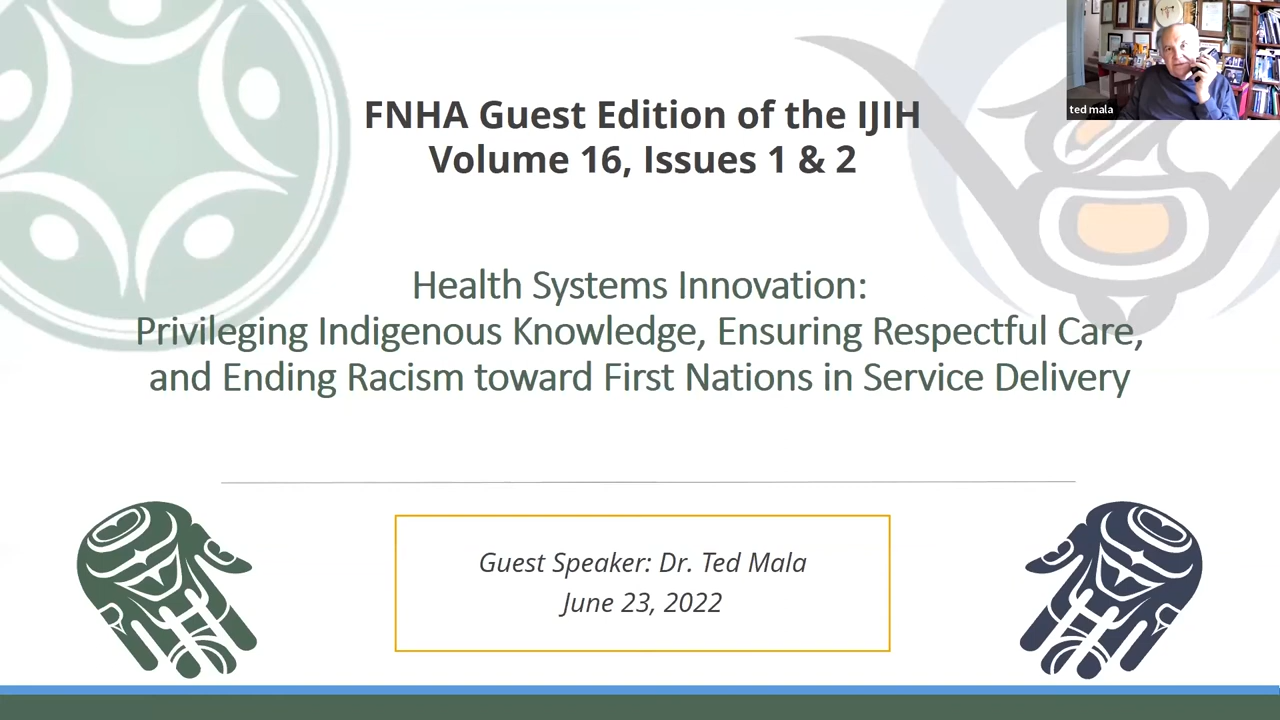 FNHA Guest Edition of the IJIH
Volume 16, Issues 1 & 2
ted mala
Health Systems Innovation:
Privileging Indigenous Knowledge, Ensuring Respectful Care,
and Ending Racism toward First Nations in Service Delivery
Guest Speaker: Dr. Ted Mala
June 23, 2022